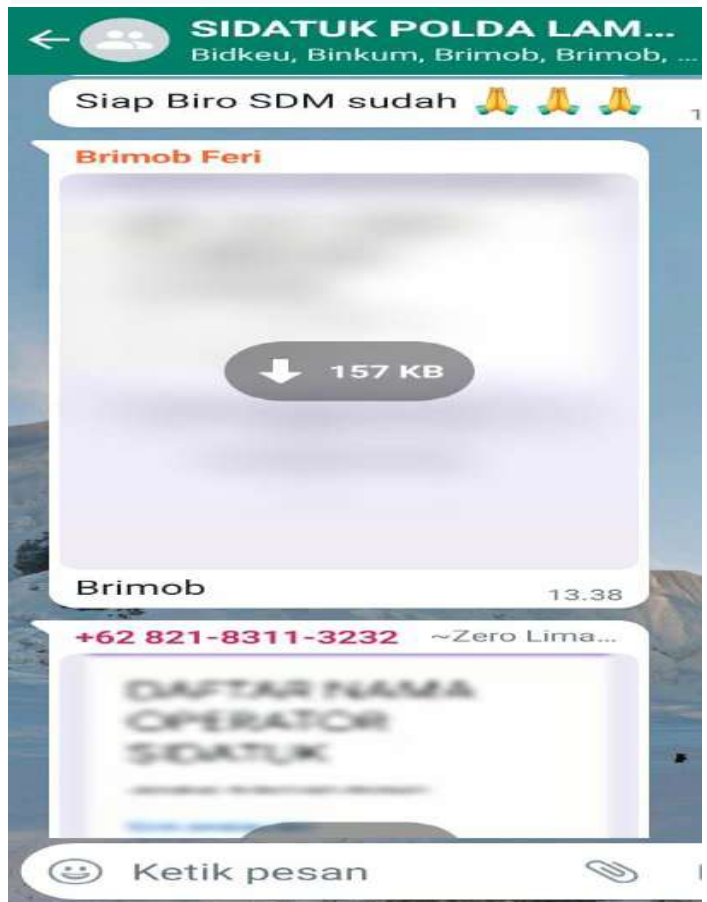 SIDATUK POLDA LAM...
Bidkeu, Binkum, Brimob, Brimob, ...
Siap Biro SDM sudah 🙏 🙏 🙏
Brimob Feri
157 KB
Brimob
13.38
+62 821-8311-3232 ~Zero Lima...
DAFTAR NAMA
OPERATOR
SIDATUK
Ketik pesan